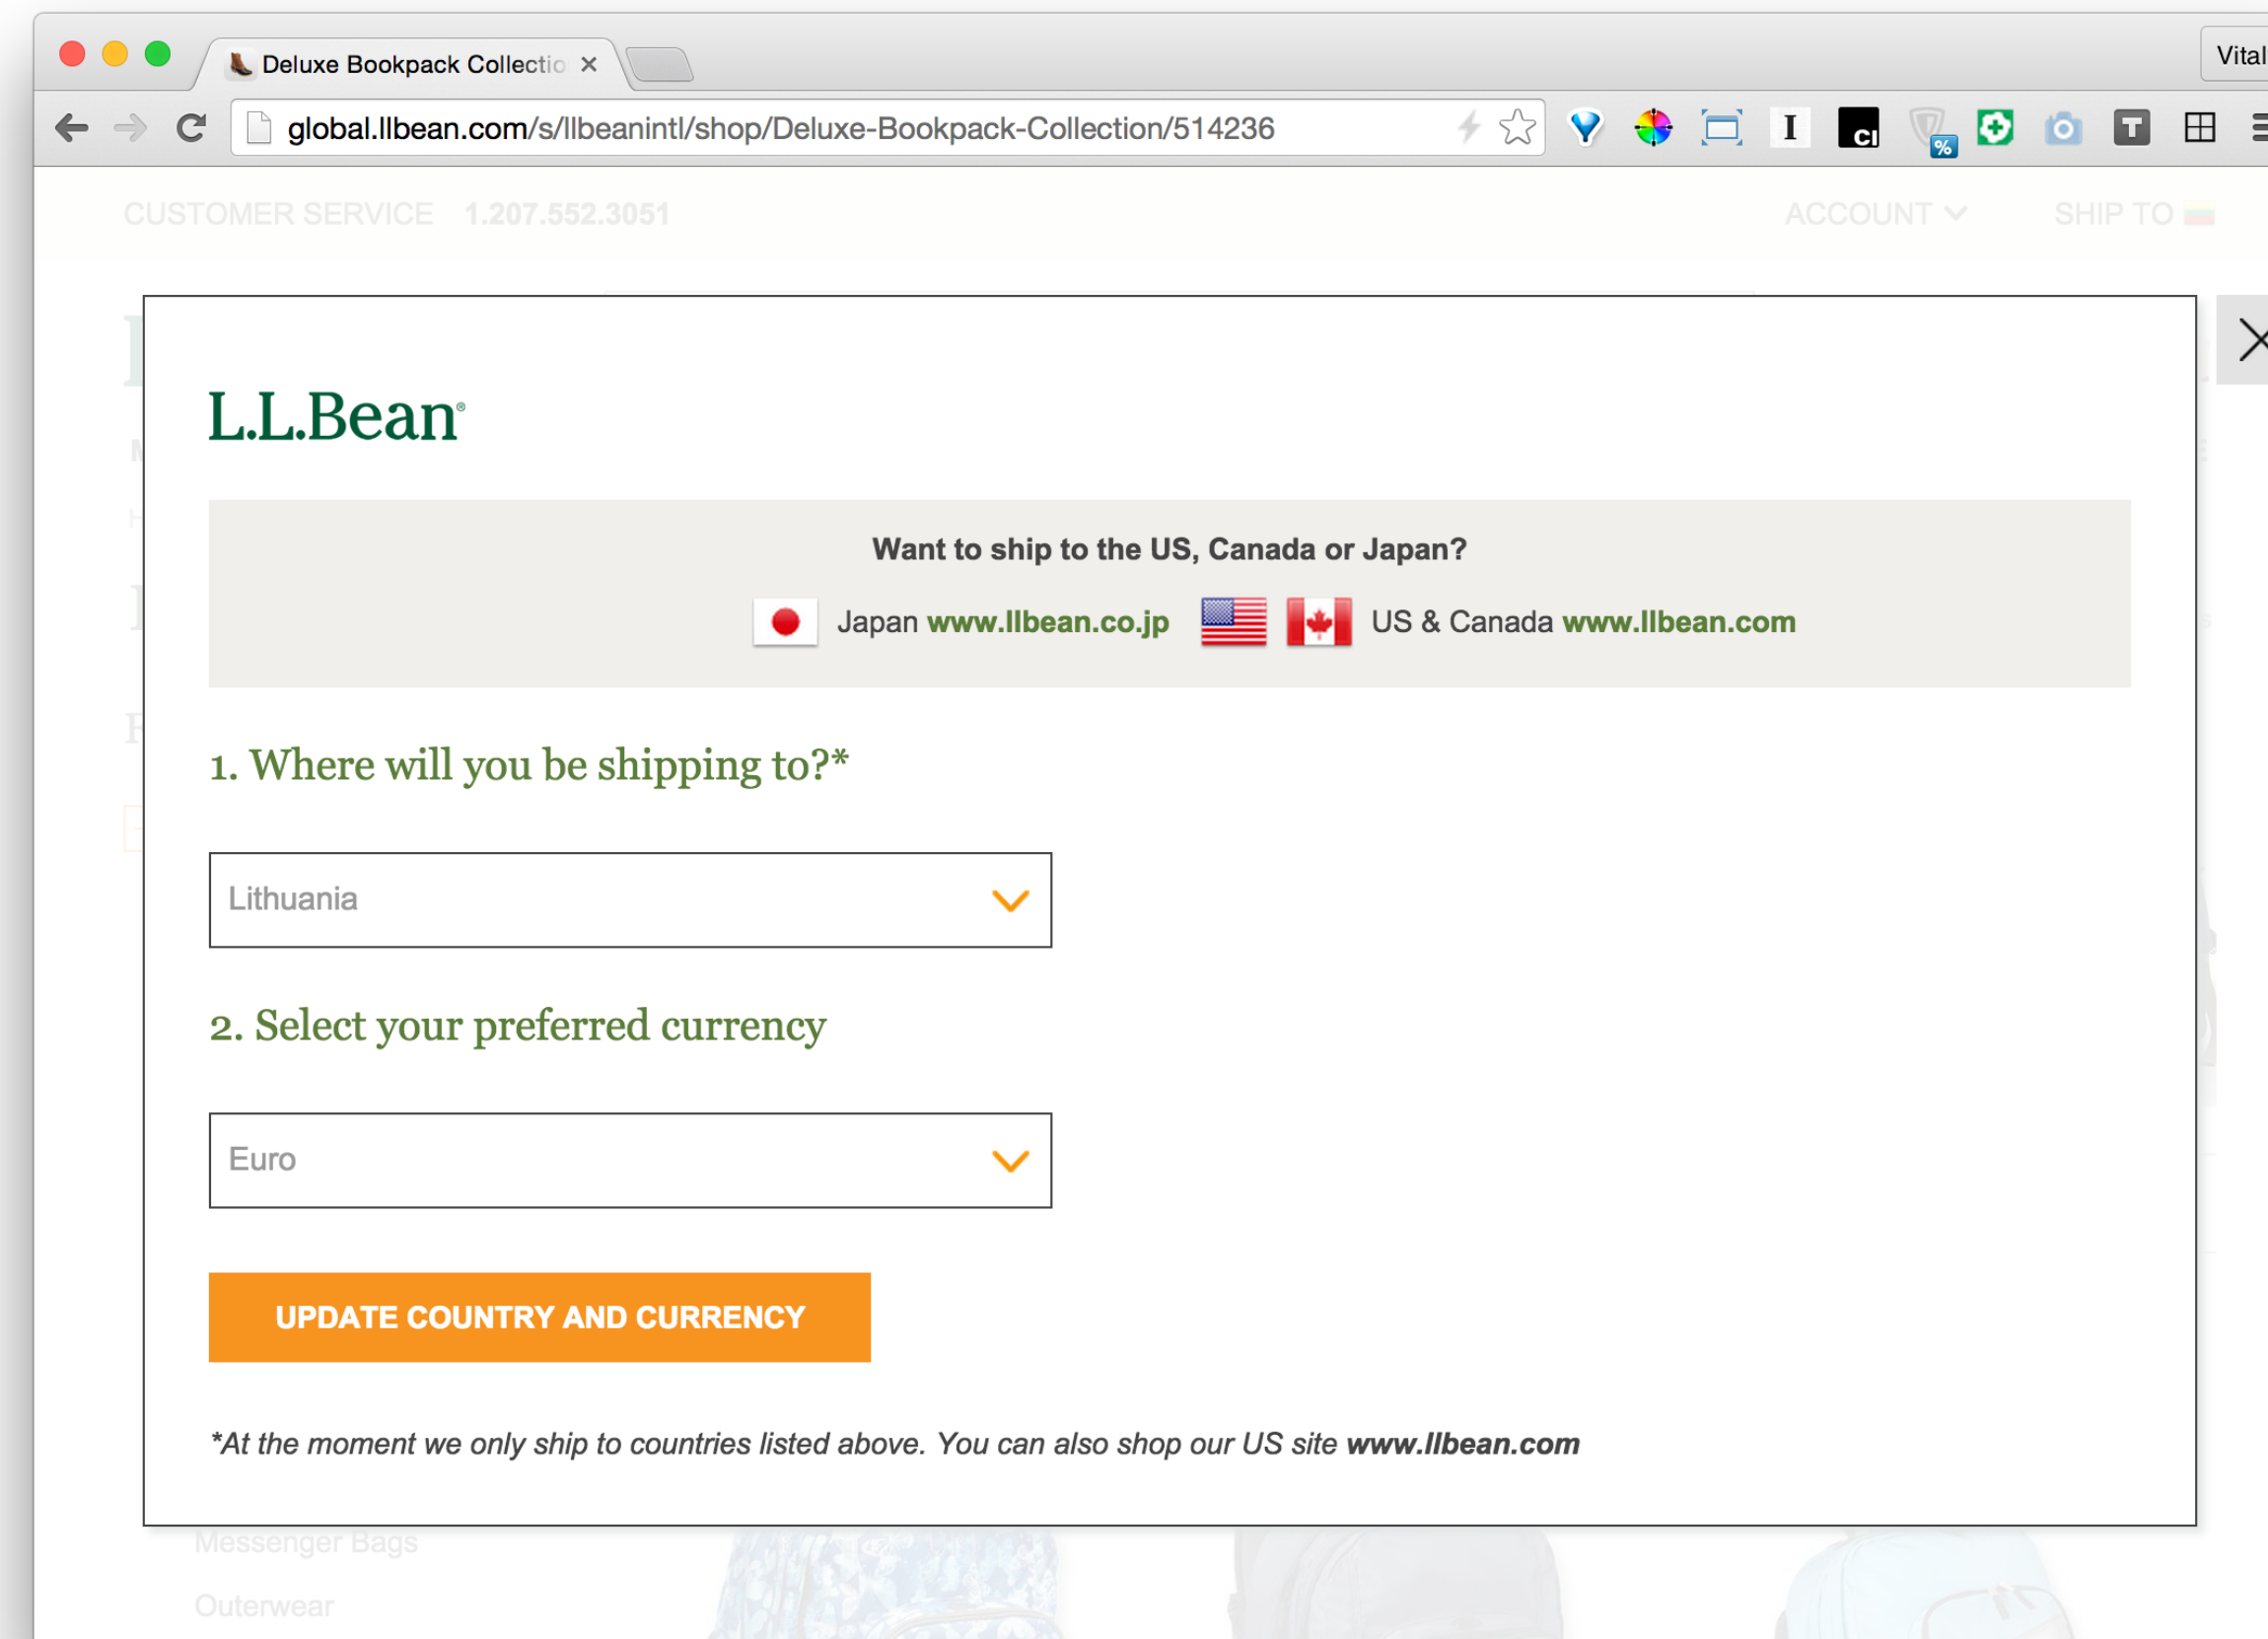 Deluxe Bookpack Collectio
Vital
global.llbean.com/s/llbeanintl/shop/Deluxe-Bookpack-Collection/514236
CUSTOMER SERVICE 1.207.552.3051 ACCOUNT SHIP TO
L.L.Bean®
Want to ship to the US, Canada or Japan?
Japan www.llbean.co.jp US & Canada www.llbean.com
1. Where will you be shipping to?*
Lithuania
2. Select your preferred currency
Euro
UPDATE COUNTRY AND CURRENCY
*At the moment we only ship to countries listed above. You can also shop our US site www.llbean.com
Messenger Bags
Outerwear